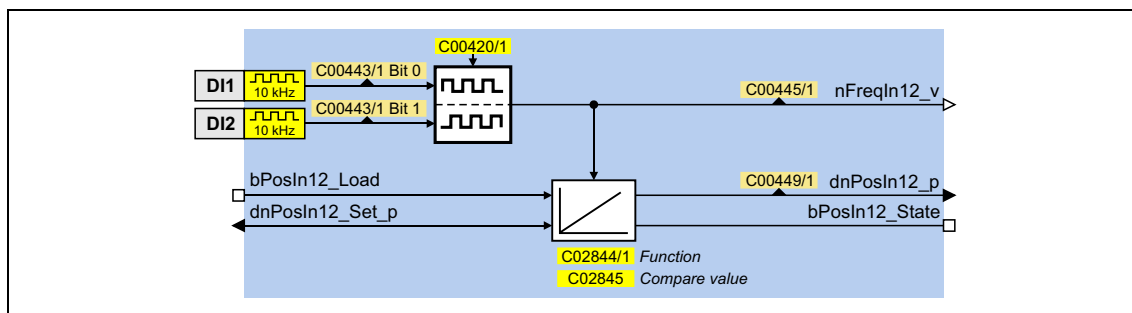 C00420/1
DI1
10 kHz
C00443/1 Bit 0
C00445/1
nFreqIn12_v
DI2
10 kHz
C00443/1 Bit 1
bPosIn12_Load
C00449/1
dnPosIn12_p
dnPosIn12_Set_p
bPosIn12_State
C02844/1 Function
C02845 Compare value